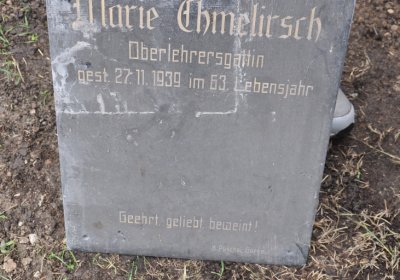 Marie Chmelirsch
Oberlehrersgattin
gest. 27.11.1939 im 63. Lebensjahr
Geehrt, geliebt, beweint!